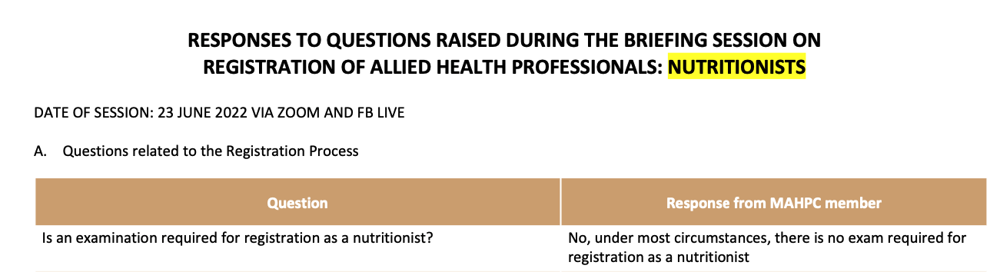 RESPONSES TO QUESTIONS RAISED DURING THE BRIEFING SESSION ON
REGISTRATION OF ALLIED HEALTH PROFESSIONALS: NUTRITIONISTS
DATE OF SESSION: 23 JUNE 2022 VIA ZOOM AND FB LIVE
A. Questions related to the Registration Process
Question
Response from MAHPC member
Is an examination required for registration as a nutritionist?
No, under most circumstances, there is no exam required for
registration as a nutritionist